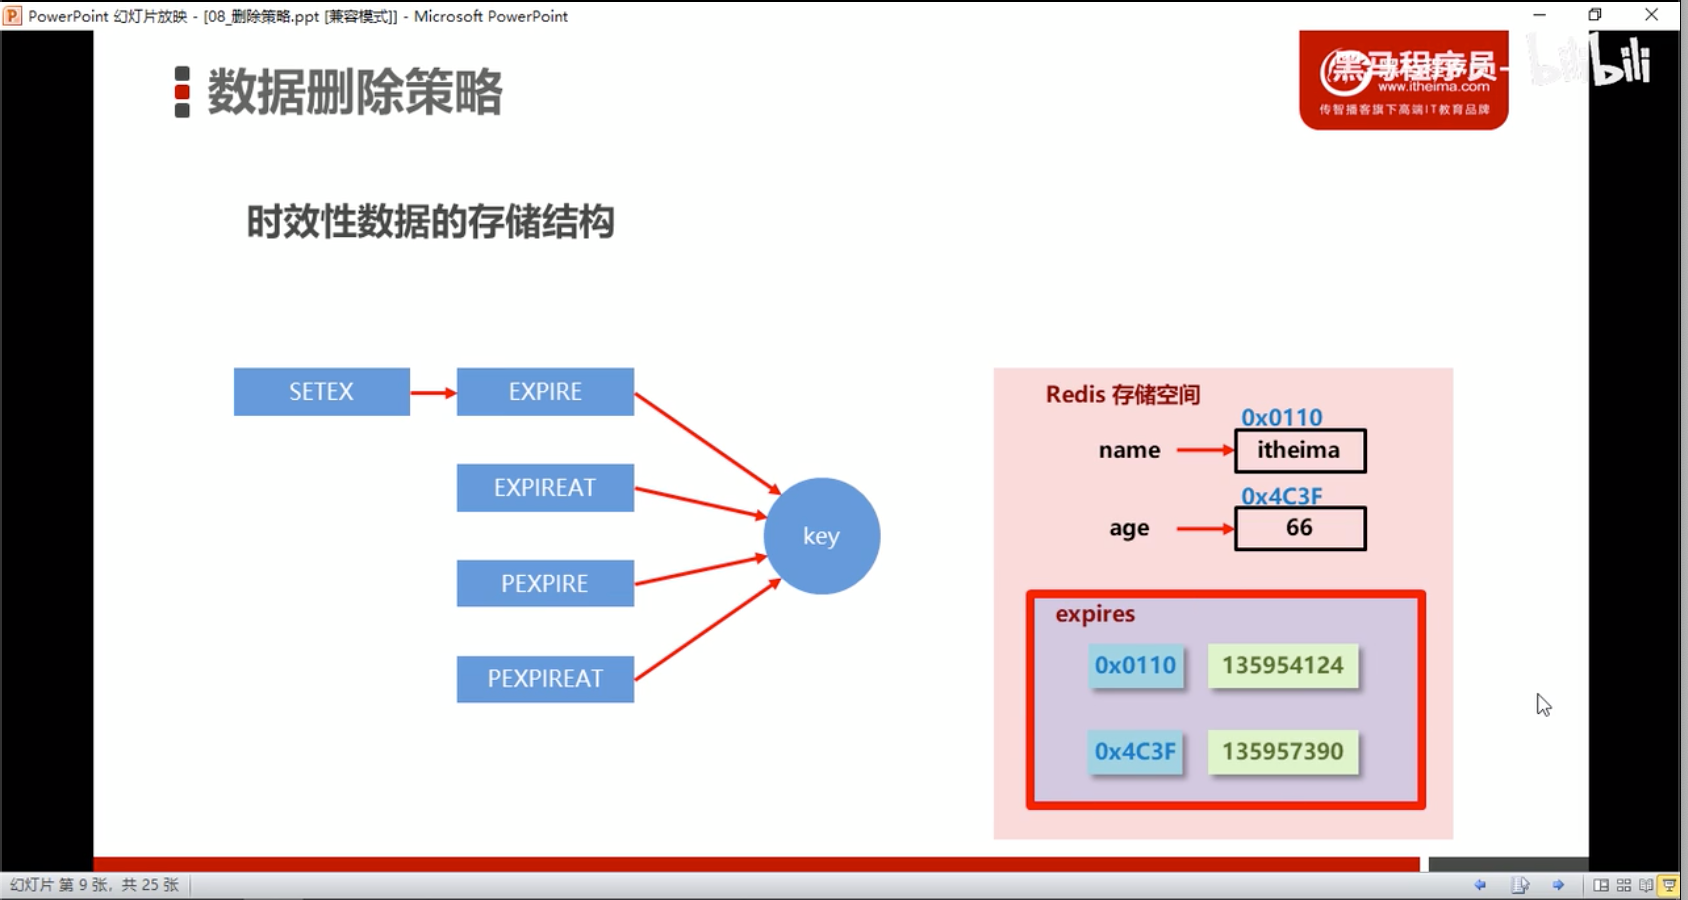 PowerPoint 幻灯片放映 - [08_删除策略.ppt [兼容模式]] - Microsoft PowerPoint
数据删除策略
黑马程序员-
bilibili
www.itheima.com
传智播客旗下高端IT教育品牌
时效性数据的存储结构
SETEX
EXPIRE
EXPIREAT
PEXPIRE
PEXPIREAT
key
Redis 存储空间
0x0110
name
itheima
0x4C3F
age
66
expires
0x0110
135954124
0x4C3F
135957390
幻灯片 第 9 张，共 25 张